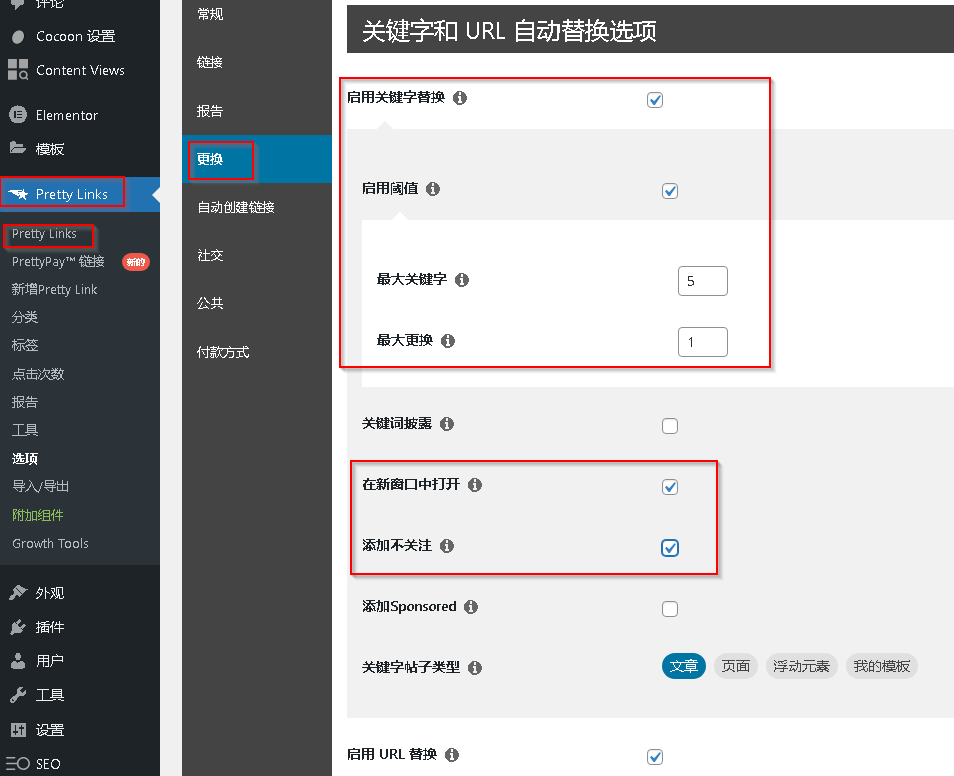 评论
Cocoon 设置
Content Views
Elementor
模板
Pretty Links
Pretty Links
PrettyPay™ 链接 新的
新增Pretty Link
分类
标签
点击次数
报告
工具
选项
导入/导出
附加组件
Growth Tools
外观
插件
用户
工具
设置
SEO
常规
链接
报告
更换
自动创建链接
社交
公共
付款方式
关键字和 URL 自动替换选项
启用关键字替换
启用阈值
最大关键字 5
最大更换 1
关键词披露
在新窗口中打开
添加不关注
添加Sponsored
关键字帖子类型 文章 页面 浮动元素 我的模板
启用 URL 替换